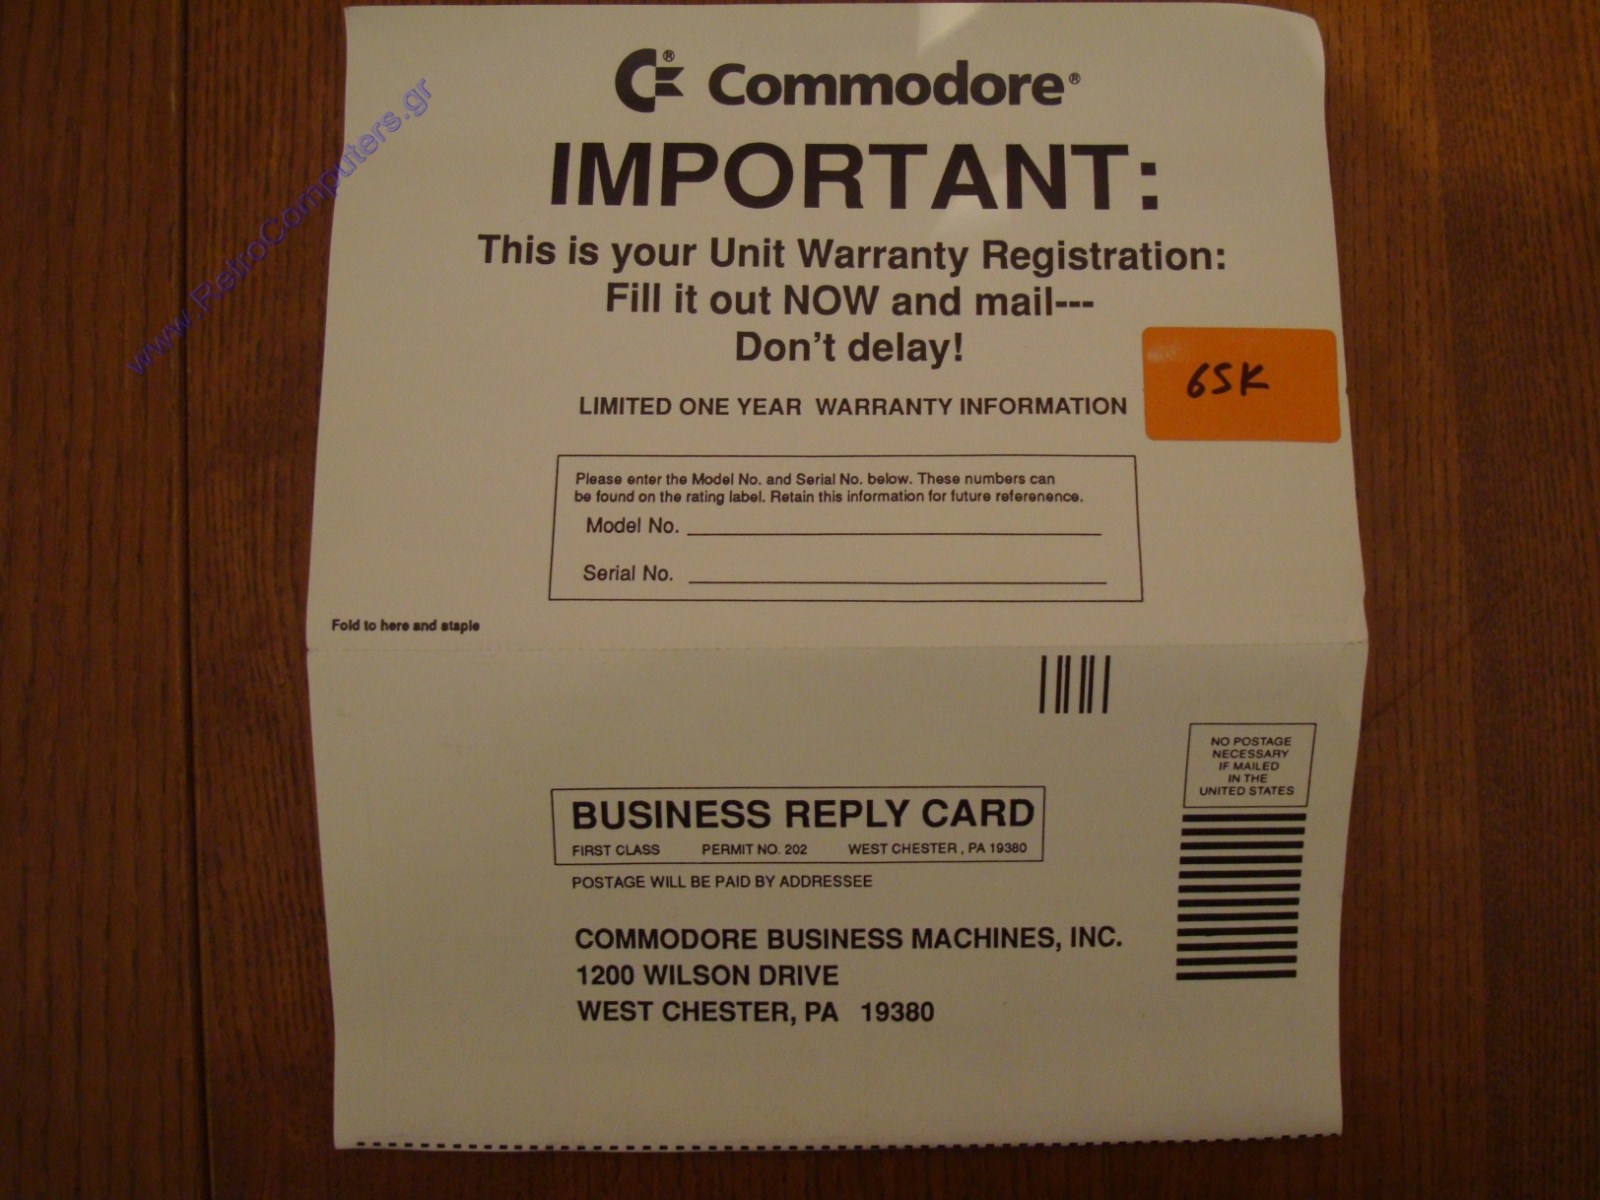 Commodore®
IMPORTANT:
This is your Unit Warranty Registration:
Fill it out NOW and mail---
Don't delay!
LIMITED ONE YEAR WARRANTY INFORMATION
6SK
Please enter the Model No. and Serial No. below. These numbers can
be found on the rating label. Retain this information for future referenence.
Model No.
Serial No.
Fold to here and staple
NO POSTAGE
NECESSARY
IF MAILED
IN THE
UNITED STATES
BUSINESS REPLY CARD
FIRST CLASS PERMIT NO. 202 WEST CHESTER , PA 19380
POSTAGE WILL BE PAID BY ADDRESSEE
COMMODORE BUSINESS MACHINES, INC.
1200 WILSON DRIVE
WEST CHESTER, PA 19380
www.RetroComputers.gr